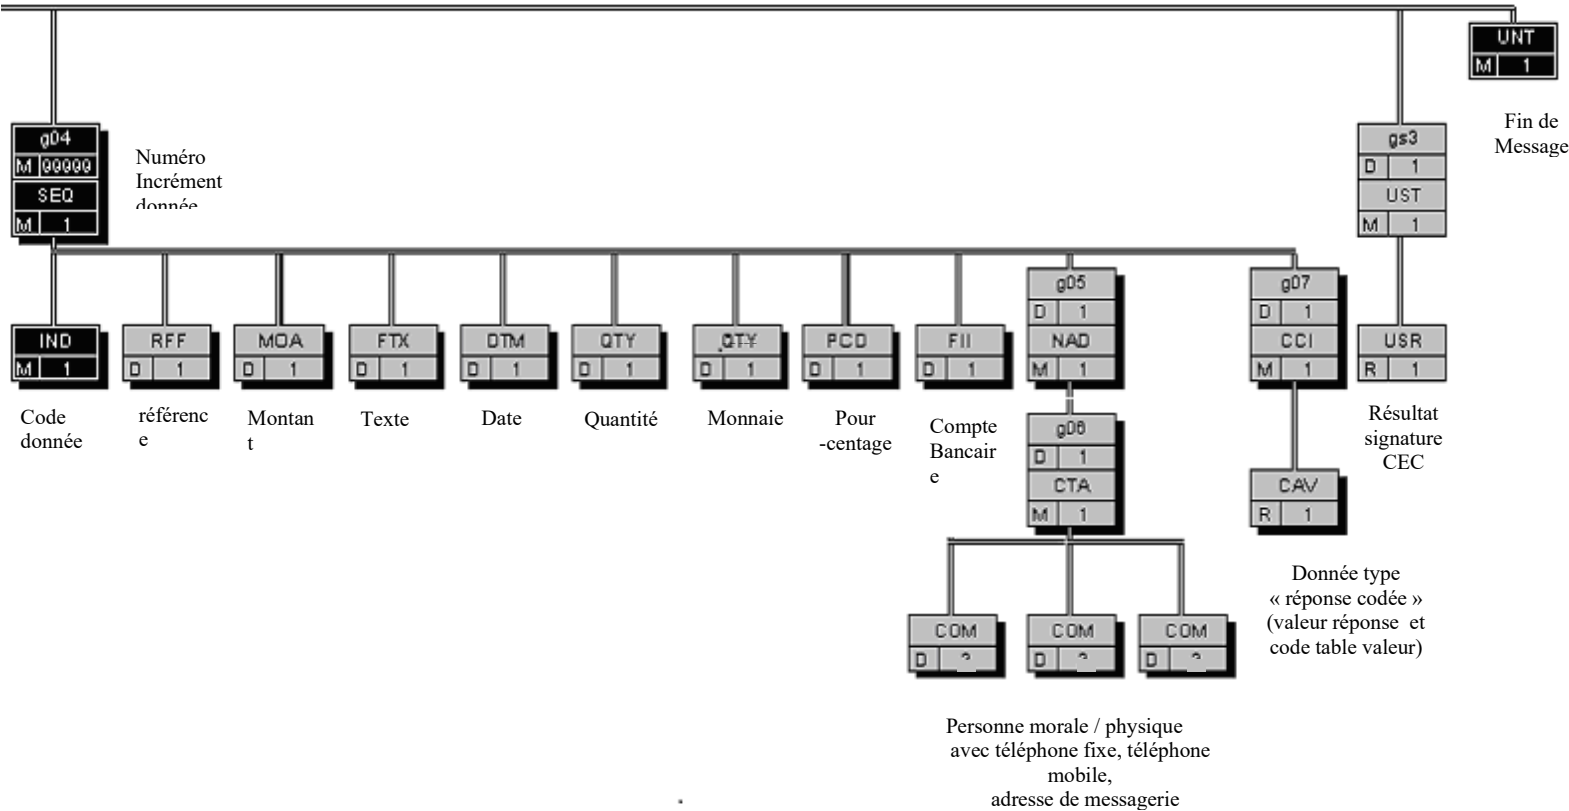 UNT
M 1
Fin de
Message
g04
M 99999
SEQ
M 1
Numéro
Incrément
donnée
gs3
D 1
UST
M 1
IND
M 1
Code
donnée
RFF
D 1
référenc
e
MOA
D 1
Montan
t
FTX
D 1
Texte
DTM
D 1
Date
QTY
D 1
Quantité
QTY
D 1
Monnaie
PCD
D 1
Pour
-centage
FII
D 1
Compte
Bancair
e
g05
D 1
NAD
M 1
g06
D 1
CTA
M 1
COM
D
COM
D
COM
D
Personne morale / physique
avec téléphone fixe, téléphone
mobile,
adresse de messagerie
g07
D 1
CCI
M 1
CAV
R 1
Donnée type
« réponse codée »
(valeur réponse et
code table valeur)
USR
R 1
Résultat
signature
CEC